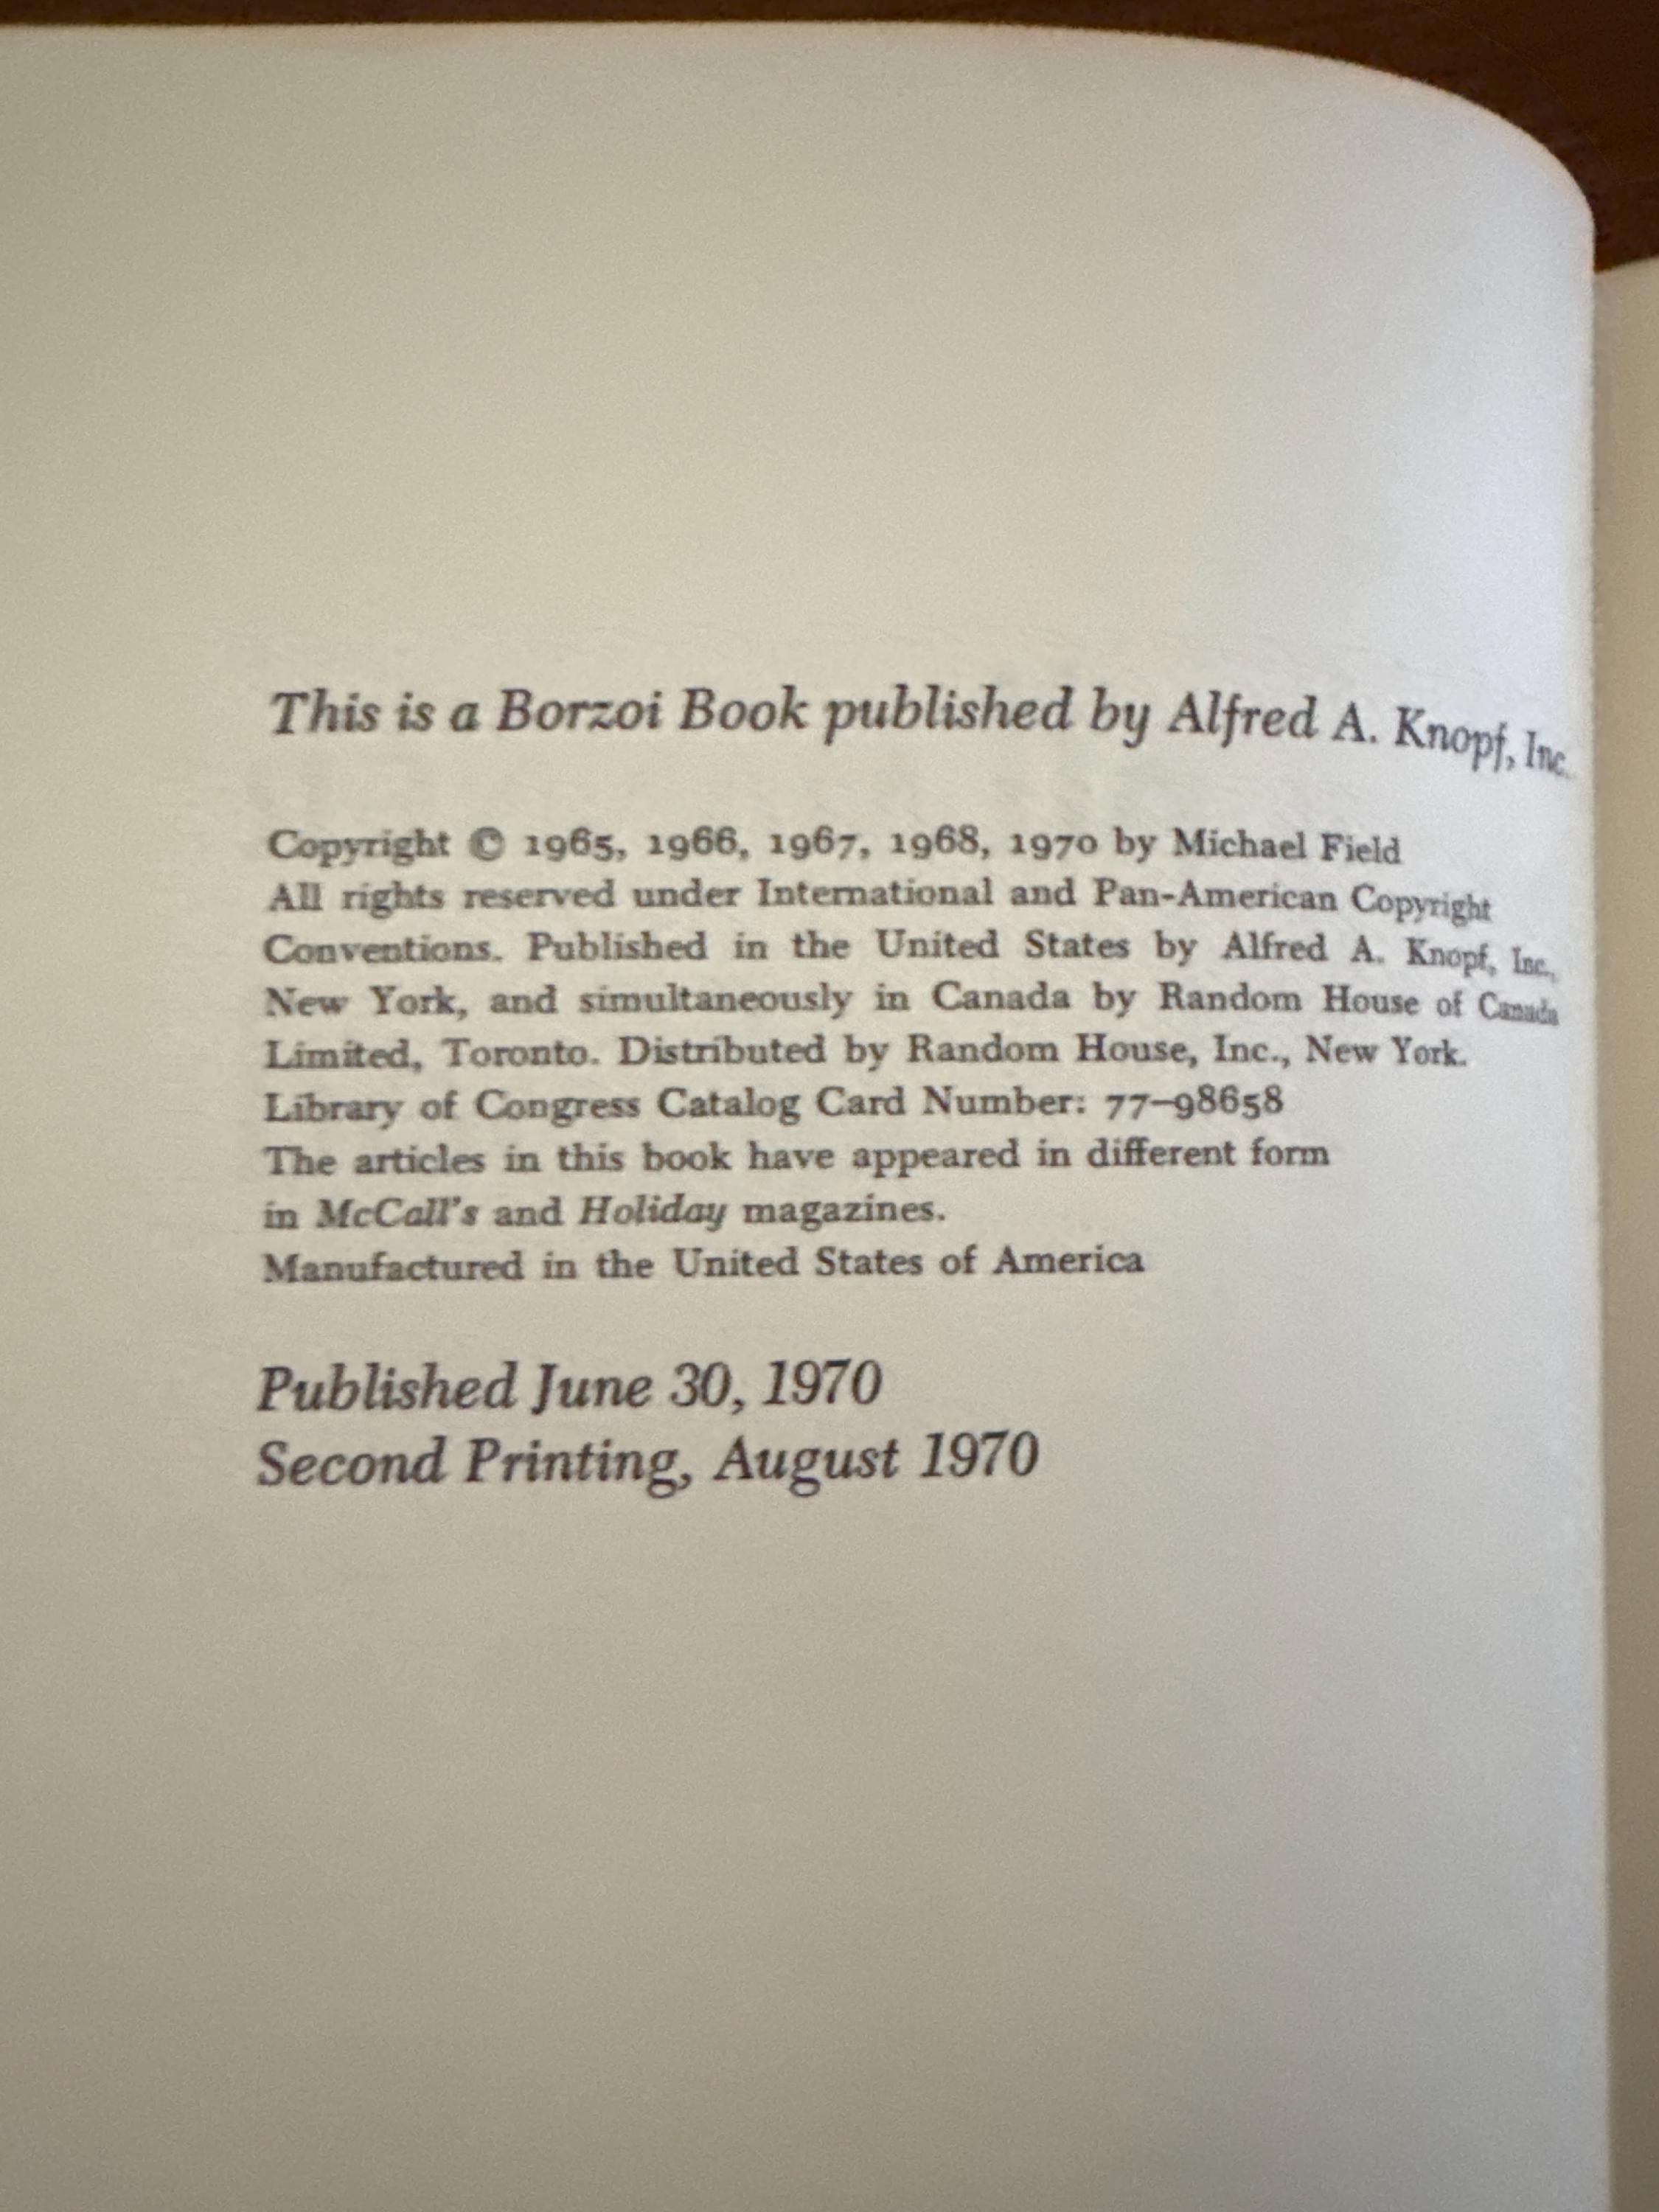 This is a Borzoi Book published by Alfred A. Knopf, Inc.
Copyright © 1965, 1966, 1967, 1968, 1970 by Michael Field
All rights reserved under International and Pan-American Copyright
Conventions. Published in the United States by Alfred A. Knopf, Inc.,
New York, and simultaneously in Canada by Random House of Canada
Limited, Toronto. Distributed by Random House, Inc., New York.
Library of Congress Catalog Card Number: 77–98658
The articles in this book have appeared in different form
in McCall's and Holiday magazines.
Manufactured in the United States of America
Published June 30, 1970
Second Printing, August 1970